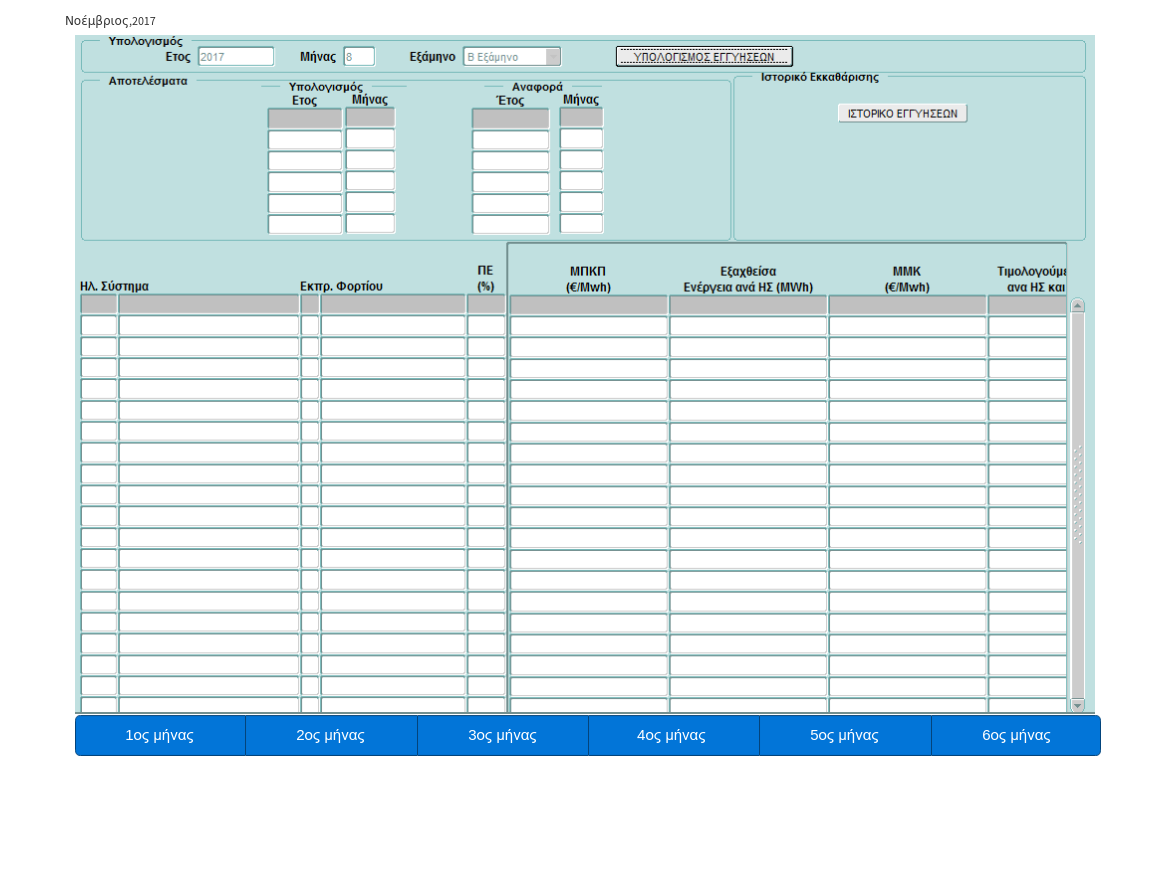 Νοέμβριος,2017
Υπολογισμός
Ετος 2017 Μήνας 8 Εξάμηνο Β Εξάμηνο ΥΠΟΛΟΓΙΣΜΟΣ ΕΓΓΥΗΣΕΩΝ
Αποτελέσματα Ιστορικό Εκκαθάρισης
Υπολογισμός Αναφορά
Ετος Μήνας Έτος Μήνας
ΙΣΤΟΡΙΚΟ ΕΓΓΥΗΣΕΩΝ
ΠΕ ΜΠΚΠ Εξαχθείσα ΜΜΚ Τιμολογούμε
Ηλ. Σύστημα Εκπρ. Φορτίου (%) (€/Mwh) Ενέργεια ανά ΗΣ (MWh) (€/Mwh) ανα ΗΣ και
1ος μήνας 2ος μήνας 3ος μήνας 4ος μήνας 5ος μήνας 6ος μήνας